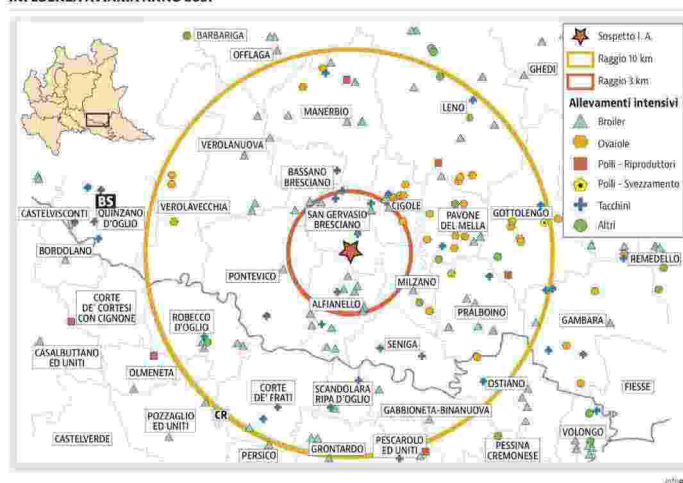 BARBARIGA
OFFLAGA
GHEDI
LENO
MANERBIO
VEROLANUOVA
BASSANO
BRESCIANO
BS
CASTELVISCONTI
QUINZANO
D'OGLIO
VEROLAVECCHIA
SAN GERVASIO
BRESCIANO
CIGOLE
PAVONE
DEL MELLA
GOTTOLENGO
BORDOLANO
REMEDELLO
PONTEVICO
MILZANO
CORTE
DE' CORTESI
CON CIGNONE
ALFIANELLO
PRALBOINO
GAMBARA
ROBECCO
D'OGLIO
CASALBUTTANO
ED UNITI
SENIGA
OLMENETA
CORTE
DE' FRATI
SCANDOLARA
RIPA D'OGLIO
OSTIANO
FIESSE
POZZAGLIO
ED UNITI
CR
GABBIONETA-BINANUOVA
CASTELVERDE
PERSICO
GRONTARDO
PESCAROLO
ED UNITI
PESSINA
CREMONESE
VOLONGO
Sospetto I. A.
Raggio 10 km
Raggio 3 km
Allevamenti intensivi
Broiler
Ovaiole
Polli - Riproduttori
Polli - Svezzamento
Tacchini
Altri